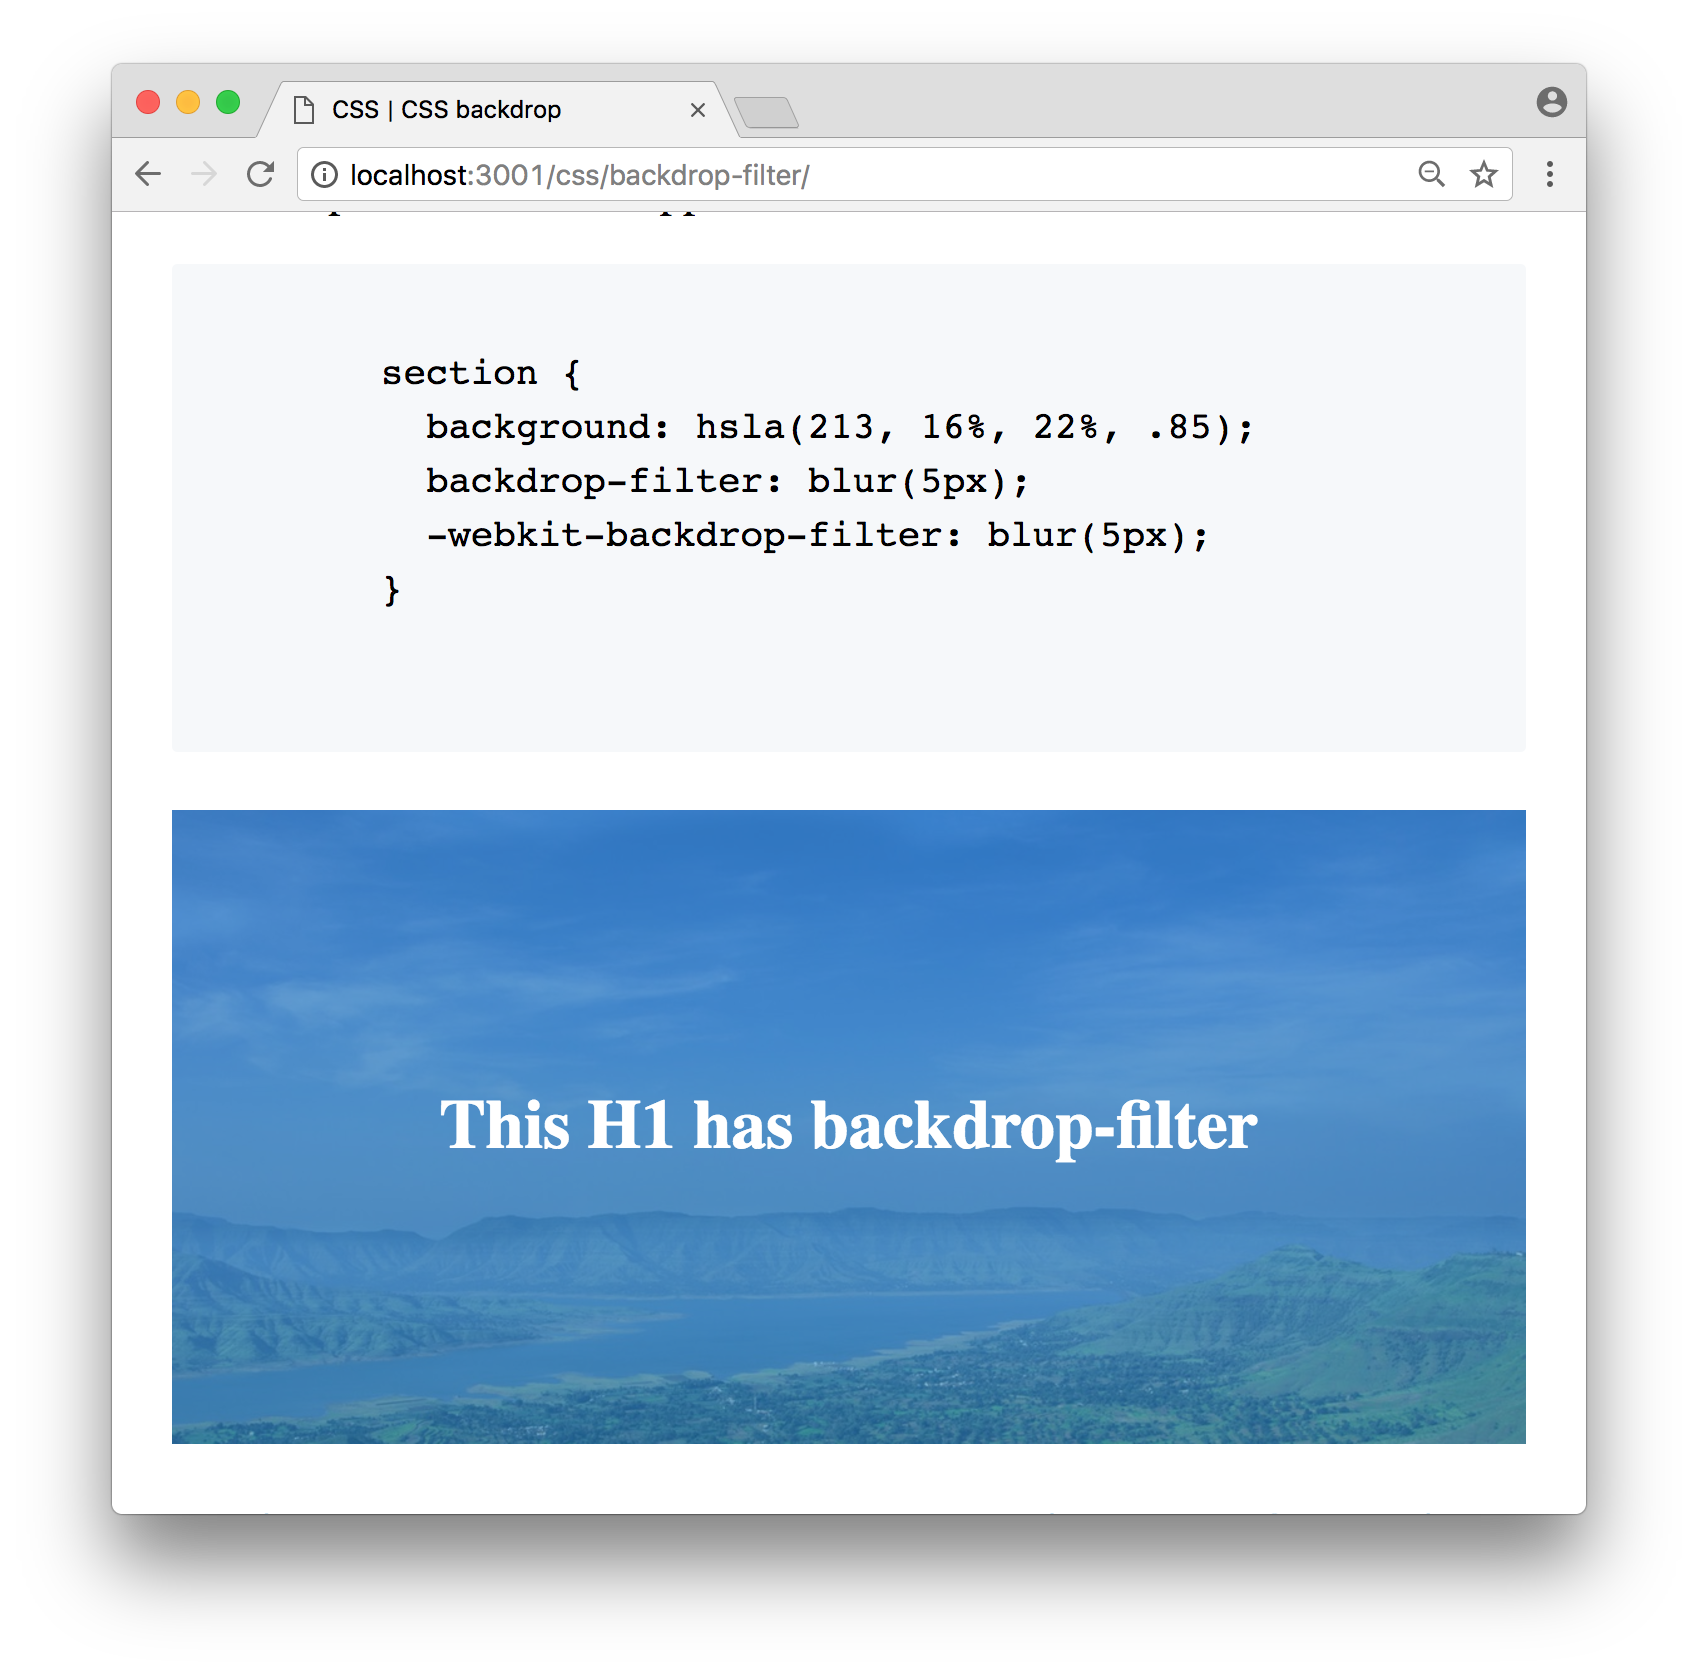 CSS | CSS backdrop
localhost:3001/css/backdrop-filter/
section {
background: hsla(213, 16%, 22%, .85);
backdrop-filter: blur(5px);
-webkit-backdrop-filter: blur(5px);
}
This H1 has backdrop-filter